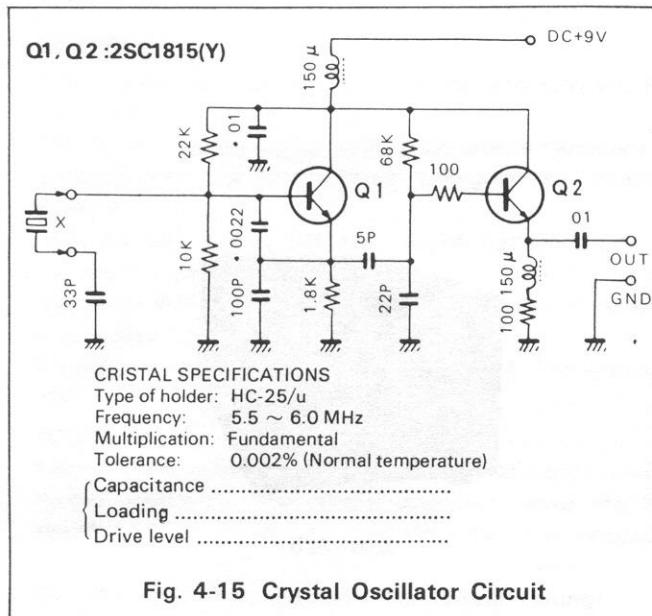 Q1, Q2 :2SC1815(Y)
DC+9V
150μ
22K
.01
68K
100
Q1
Q2
X
10K
.0022
5P
01
OUT
33P
100P
1.8K
22P
100 150μ
GND
CRISTAL SPECIFICATIONS
Type of holder: HC-25/u
Frequency: 5.5 ~ 6.0 MHz
Multiplication: Fundamental
Tolerance: 0.002% (Normal temperature)
Capacitance ........................................
Loading ................................................
Drive level ............................................
Fig. 4-15 Crystal Oscillator Circuit